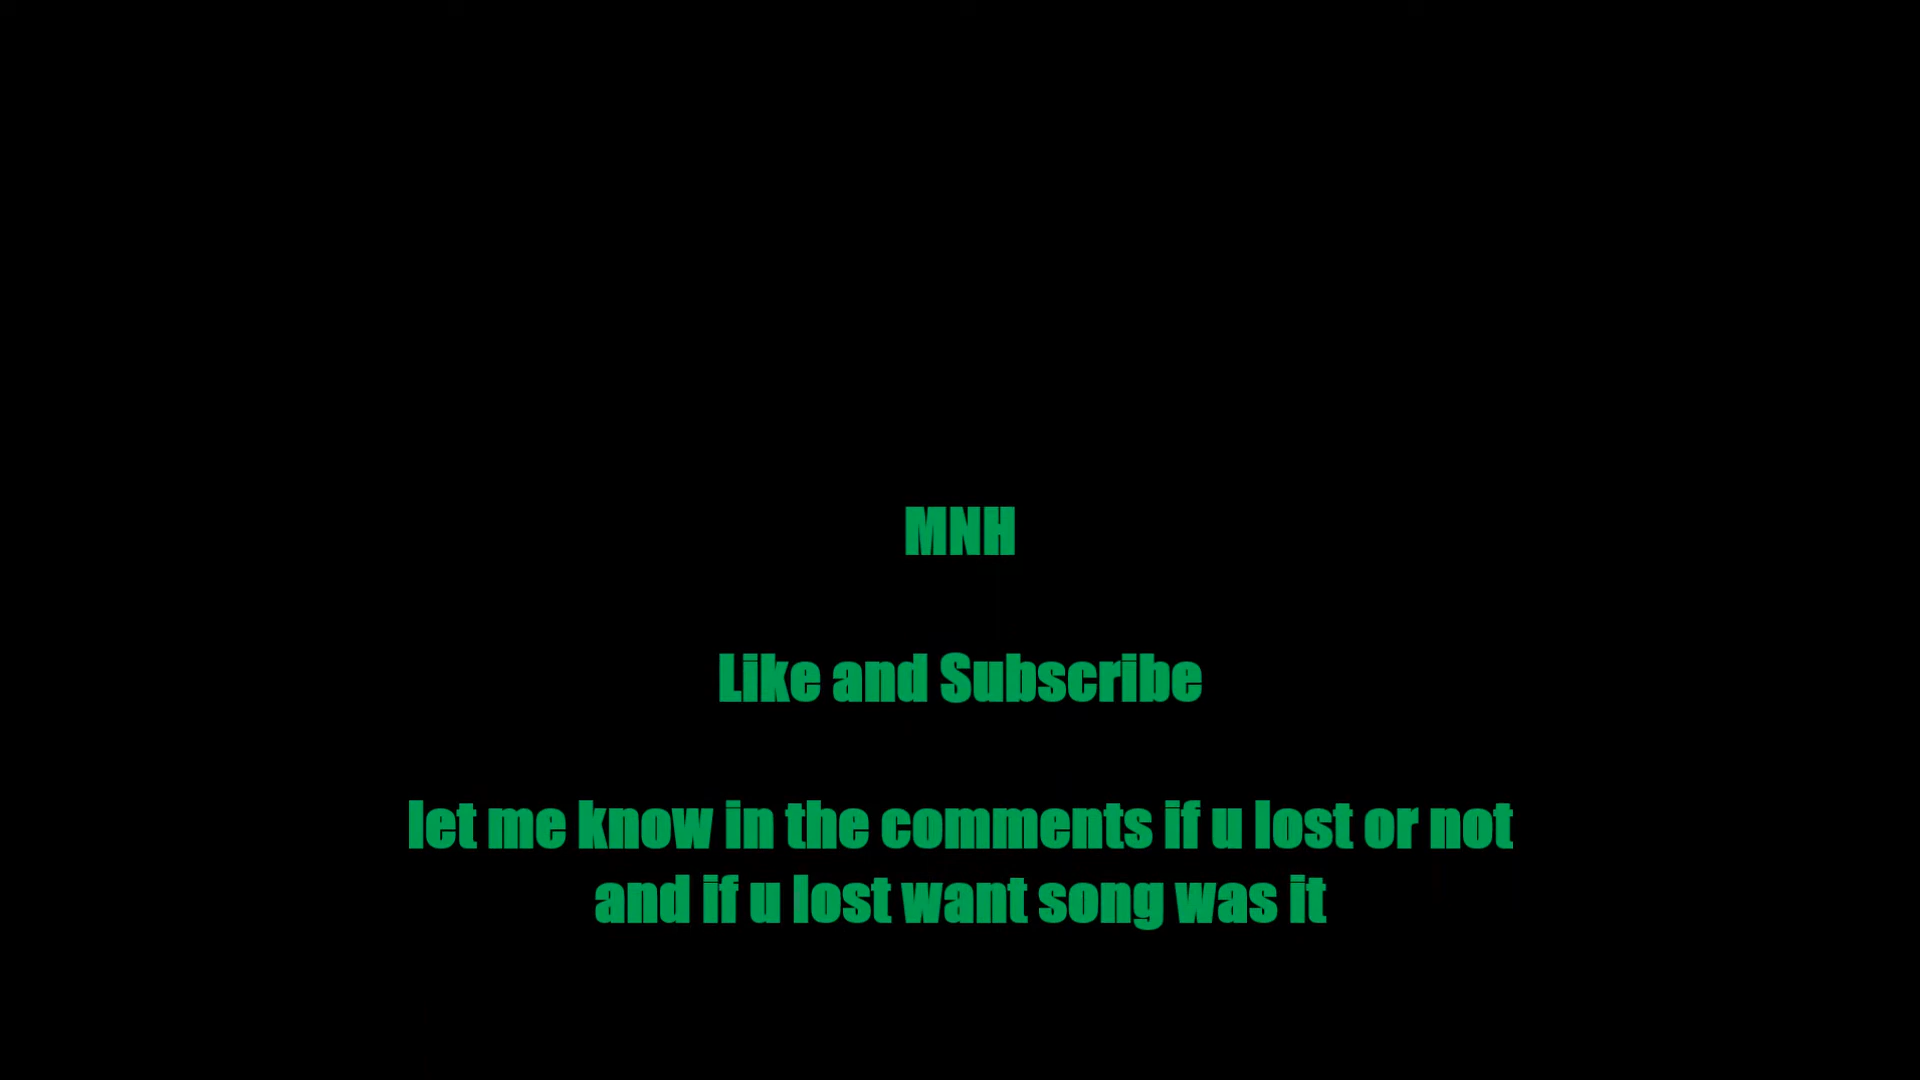 MNH
Like and Subscribe
let me know in the comments if u lost or not
and if u lost want song was it